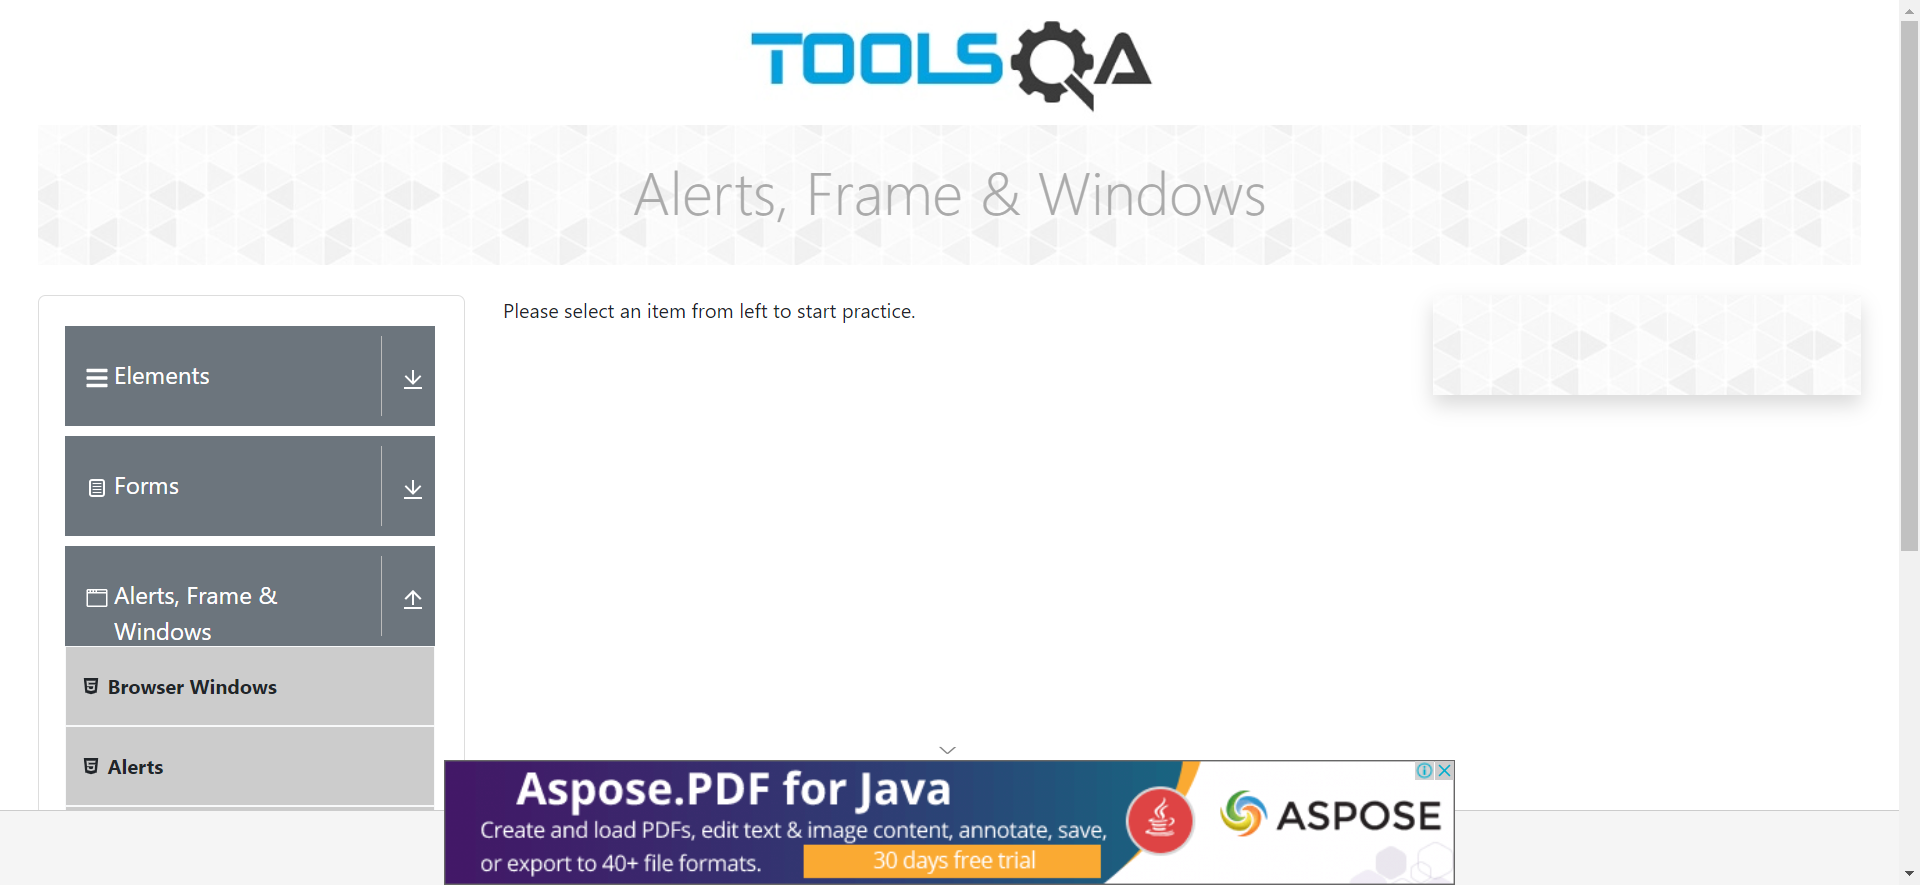 TOOLSQA
Alerts, Frame & Windows
Elements
Forms
Alerts, Frame &
Windows
Browser Windows
Alerts
Please select an item from left to start practice.
Aspose.PDF for Java
Create and load PDFs, edit text & image content, annotate, save,
or export to 40+ file formats.
30 days free trial
ASPOSE